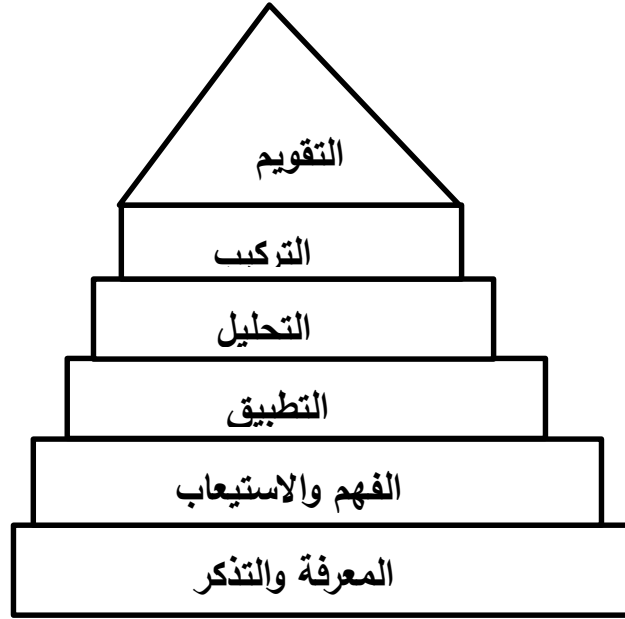 التقويم
التركيب
التحليل
التطبيق
الفهم والاستيعاب
المعرفة والتذكر